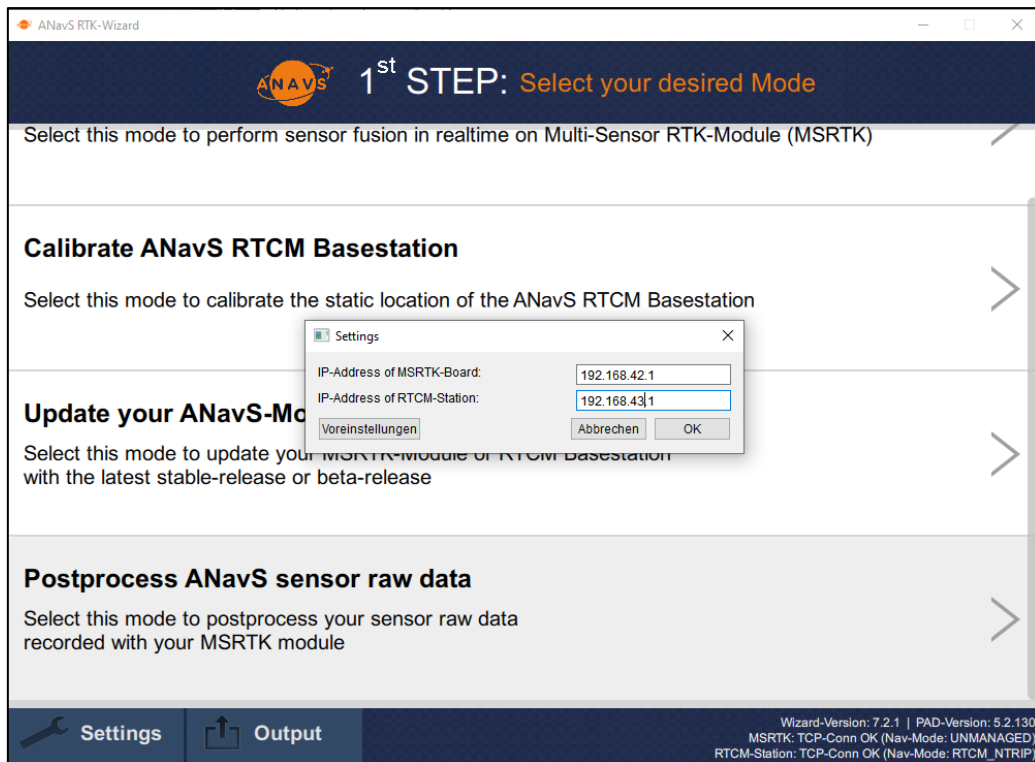 ANavS RTK-Wizard
ANAVS
1st STEP: Select your desired Mode
Select this mode to perform sensor fusion in realtime on Multi-Sensor RTK-Module (MSRTK)
Calibrate ANavS RTCM Basestation
Select this mode to calibrate the static location of the ANavS RTCM Basestation
Settings
IP-Address of MSRTK-Board: 192.168.42.1
IP-Address of RTCM-Station: 192.168.43.1
Voreinstellungen Abbrechen OK
Update your ANavS-Mo
Select this mode to update your MSRTK-Module or RTCM Basestation
with the latest stable-release or beta-release
Postprocess ANavS sensor raw data
Select this mode to postprocess your sensor raw data
recorded with your MSRTK module
Settings Output
Wizard-Version: 7.2.1 | PAD-Version: 5.2.130
MSRTK: TCP-Conn OK (Nav-Mode: UNMANAGED)
RTCM-Station: TCP-Conn OK (Nav-Mode: RTCM_NTRIP)